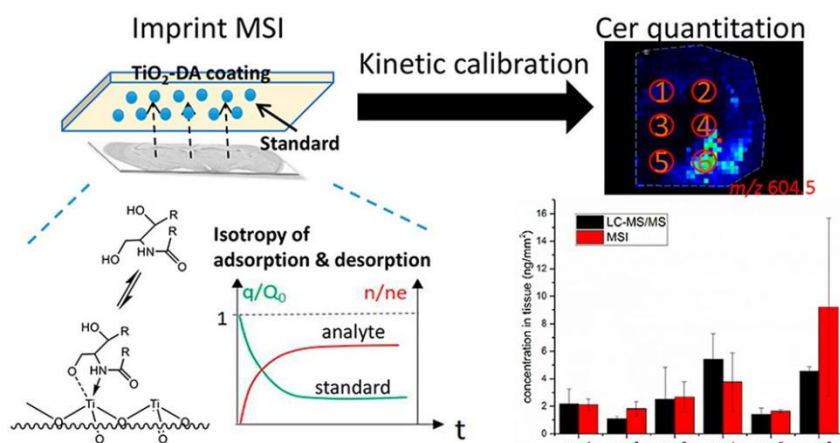 Imprint MSI
TiO2-DA coating
Standard
Kinetic calibration
Cer quantitation
1 2
3 4
5 6
m/z 604.5
HO
R
HO
HN
R
O
HO
R
R
O
HN
Ti
Ti
O
O
O
O
O
Isotropy of
adsorption & desorption
q/Q0
n/ne
1
analyte
standard
t
concentration in tissue (ng/mm2)
16
14
12
10
8
6
4
2
0
LC-MS/MS
MSI